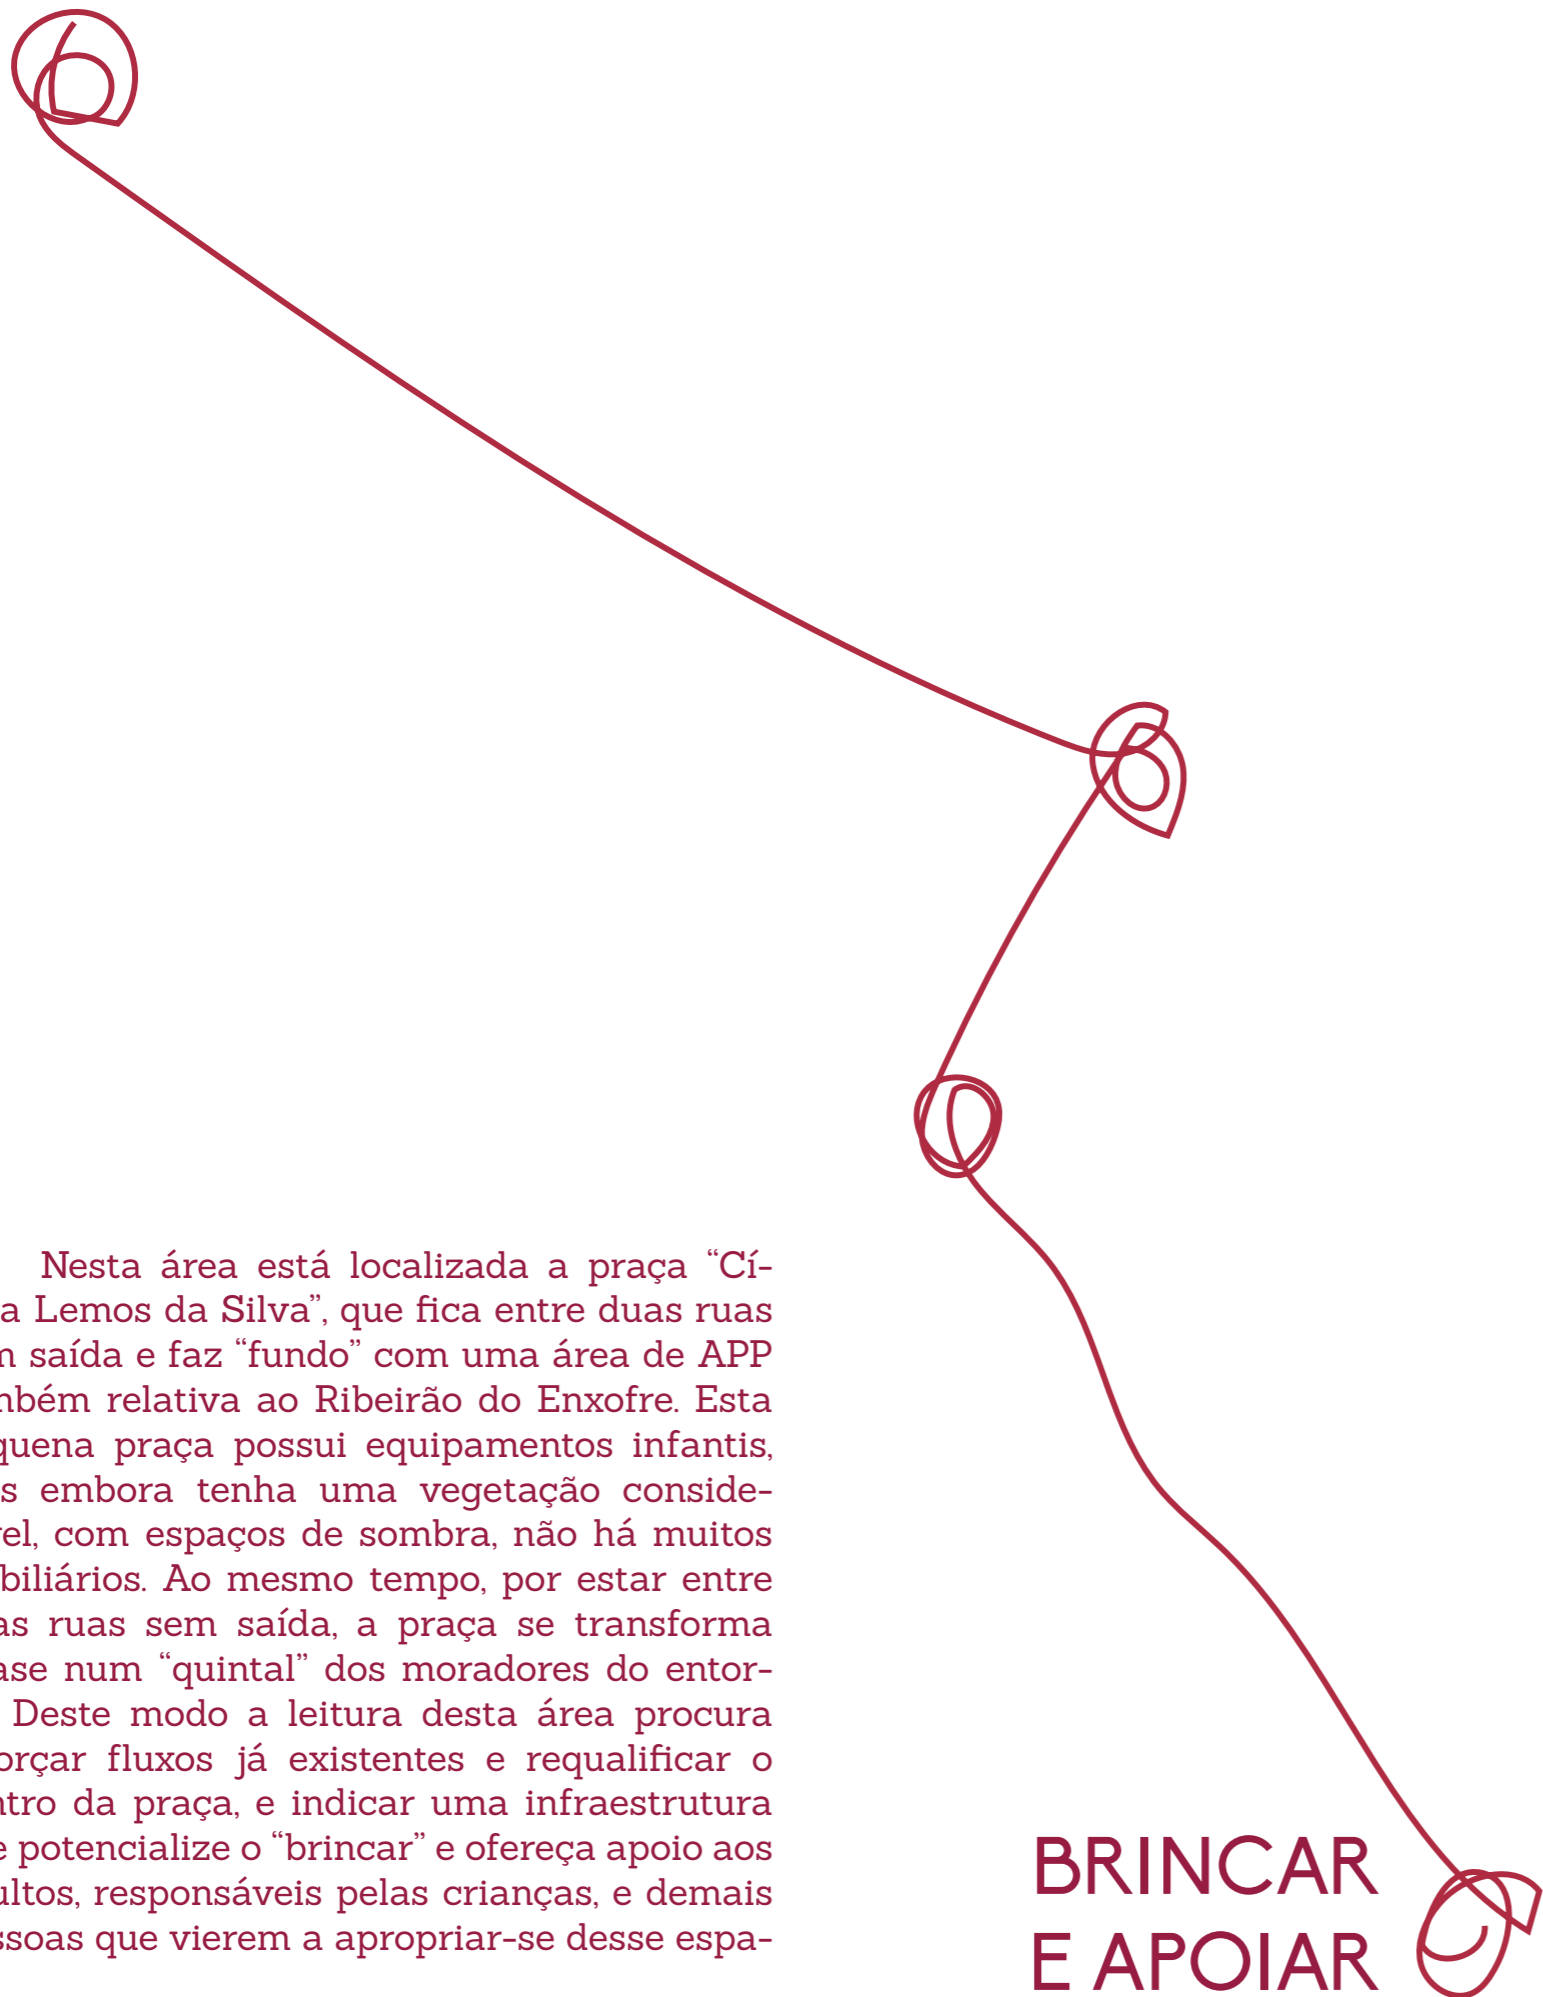 Nesta área está localizada a praça “Cí-
a Lemos da Silva”, que fica entre duas ruas
m saída e faz “fundo” com uma área de APP
mbém relativa ao Ribeirão do Enxofre. Esta
quena praça possui equipamentos infantis,
s embora tenha uma vegetação conside-
el, com espaços de sombra, não há muitos
biliários. Ao mesmo tempo, por estar entre
as ruas sem saída, a praça se transforma
ase num “quintal” dos moradores do entor-
Deste modo a leitura desta área procura
orçar fluxos já existentes e requalificar o
ntro da praça, e indicar uma infraestrutura
e potencialize o “brincar” e ofereça apoio aos
ultos, responsáveis pelas crianças, e demais
ssoas que vierem a apropriar-se desse espa-
BRINCAR
E APOIAR